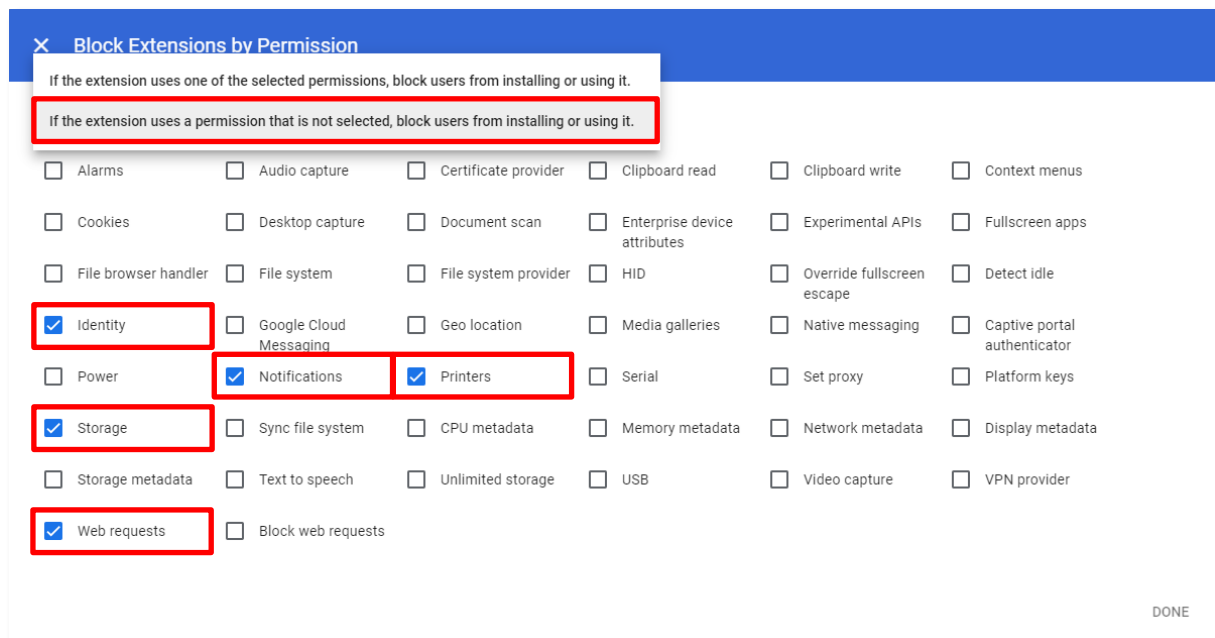 Block Extensions by Permission
If the extension uses one of the selected permissions, block users from installing or using it.
If the extension uses a permission that is not selected, block users from installing or using it.
Alarms
Audio capture
Certificate provider
Clipboard read
Clipboard write
Context menus
Cookies
Desktop capture
Document scan
Enterprise device
attributes
Experimental APIs
Fullscreen apps
File browser handler
File system
File system provider
HID
Override fullscreen
escape
Detect idle
Identity
Google Cloud
Messaging
Geo location
Media galleries
Native messaging
Captive portal
authenticator
Power
Notifications
Printers
Serial
Set proxy
Platform keys
Storage
Sync file system
CPU metadata
Memory metadata
Network metadata
Display metadata
Storage metadata
Text to speech
Unlimited storage
USB
Video capture
VPN provider
Web requests
Block web requests
DONE